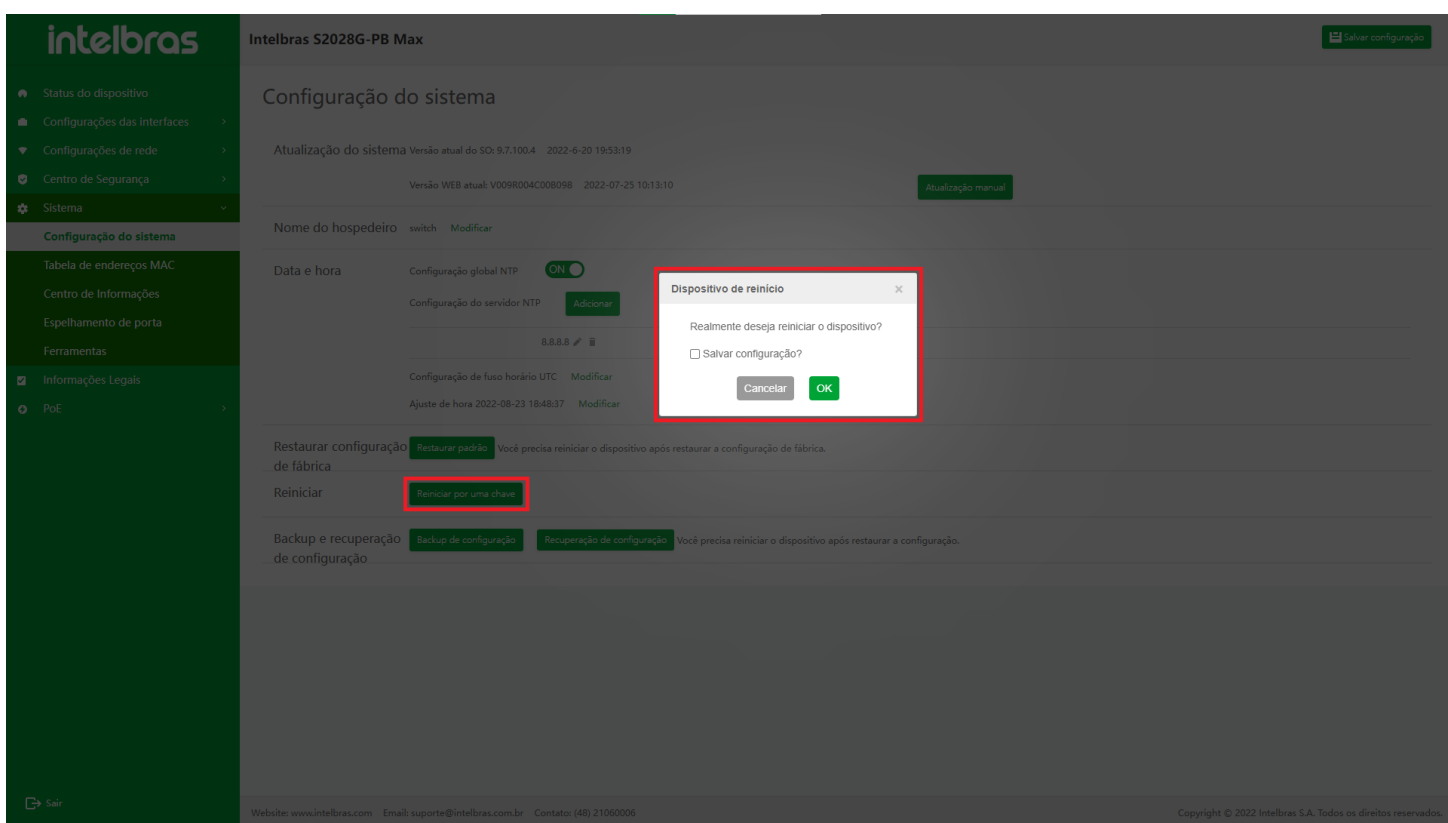 intelbras
Intelbras S2028G-PB Max
Salvar configuração
Status do dispositivo
Configurações das interfaces
Configurações de rede
Centro de Segurança
Sistema
Configuração do sistema
Tabela de endereços MAC
Centro de Informações
Espelhamento de porta
Ferramentas
Informações Legais
PoE
Sair
Configuração do sistema
Atualização do sistema Versão atual do SO: 9.7.100.4 2022-6-20 19:53:19
Versão WEB atual: V009R004C008098 2022-07-25 10:13:10 Atualização manual
Nome do hospedeiro switch Modificar
Data e hora Configuração global NTP ON
Configuração do servidor NTP Adicionar
8.8.8.8
Configuração de fuso horário UTC Modificar
Ajuste de hora 2022-08-23 18:48:37 Modificar
Dispositivo de reinício ×
Realmente deseja reiniciar o dispositivo?
Salvar configuração?
Cancelar OK
Restaurar configuração de fábrica Restaurar padrão Você precisa reiniciar o dispositivo após restaurar a configuração de fábrica.
Reiniciar Reiniciar por uma chave
Backup e recuperação de configuração Backup de configuração Recuperação de configuração Você precisa reiniciar o dispositivo após restaurar a configuração.
Website: www.intelbras.com Email: suporte@intelbras.com.br Contato: (48) 21060006
Copyright © 2022 Intelbras S.A. Todos os direitos reservados.